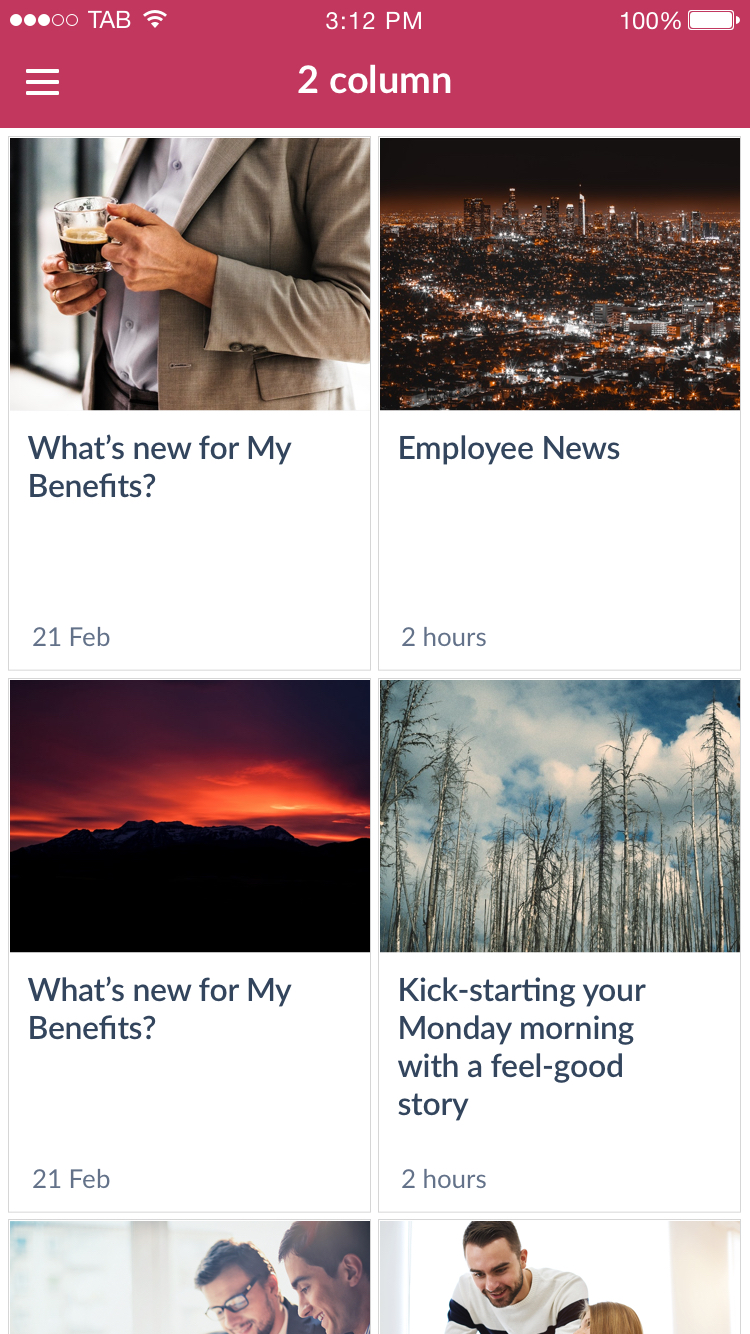 TAB 3:12 PM 100%
2 column
What's new for My
Benefits?
21 Feb
Employee News
2 hours
What's new for My
Benefits?
21 Feb
Kick-starting your
Monday morning
with a feel-good
story
2 hours